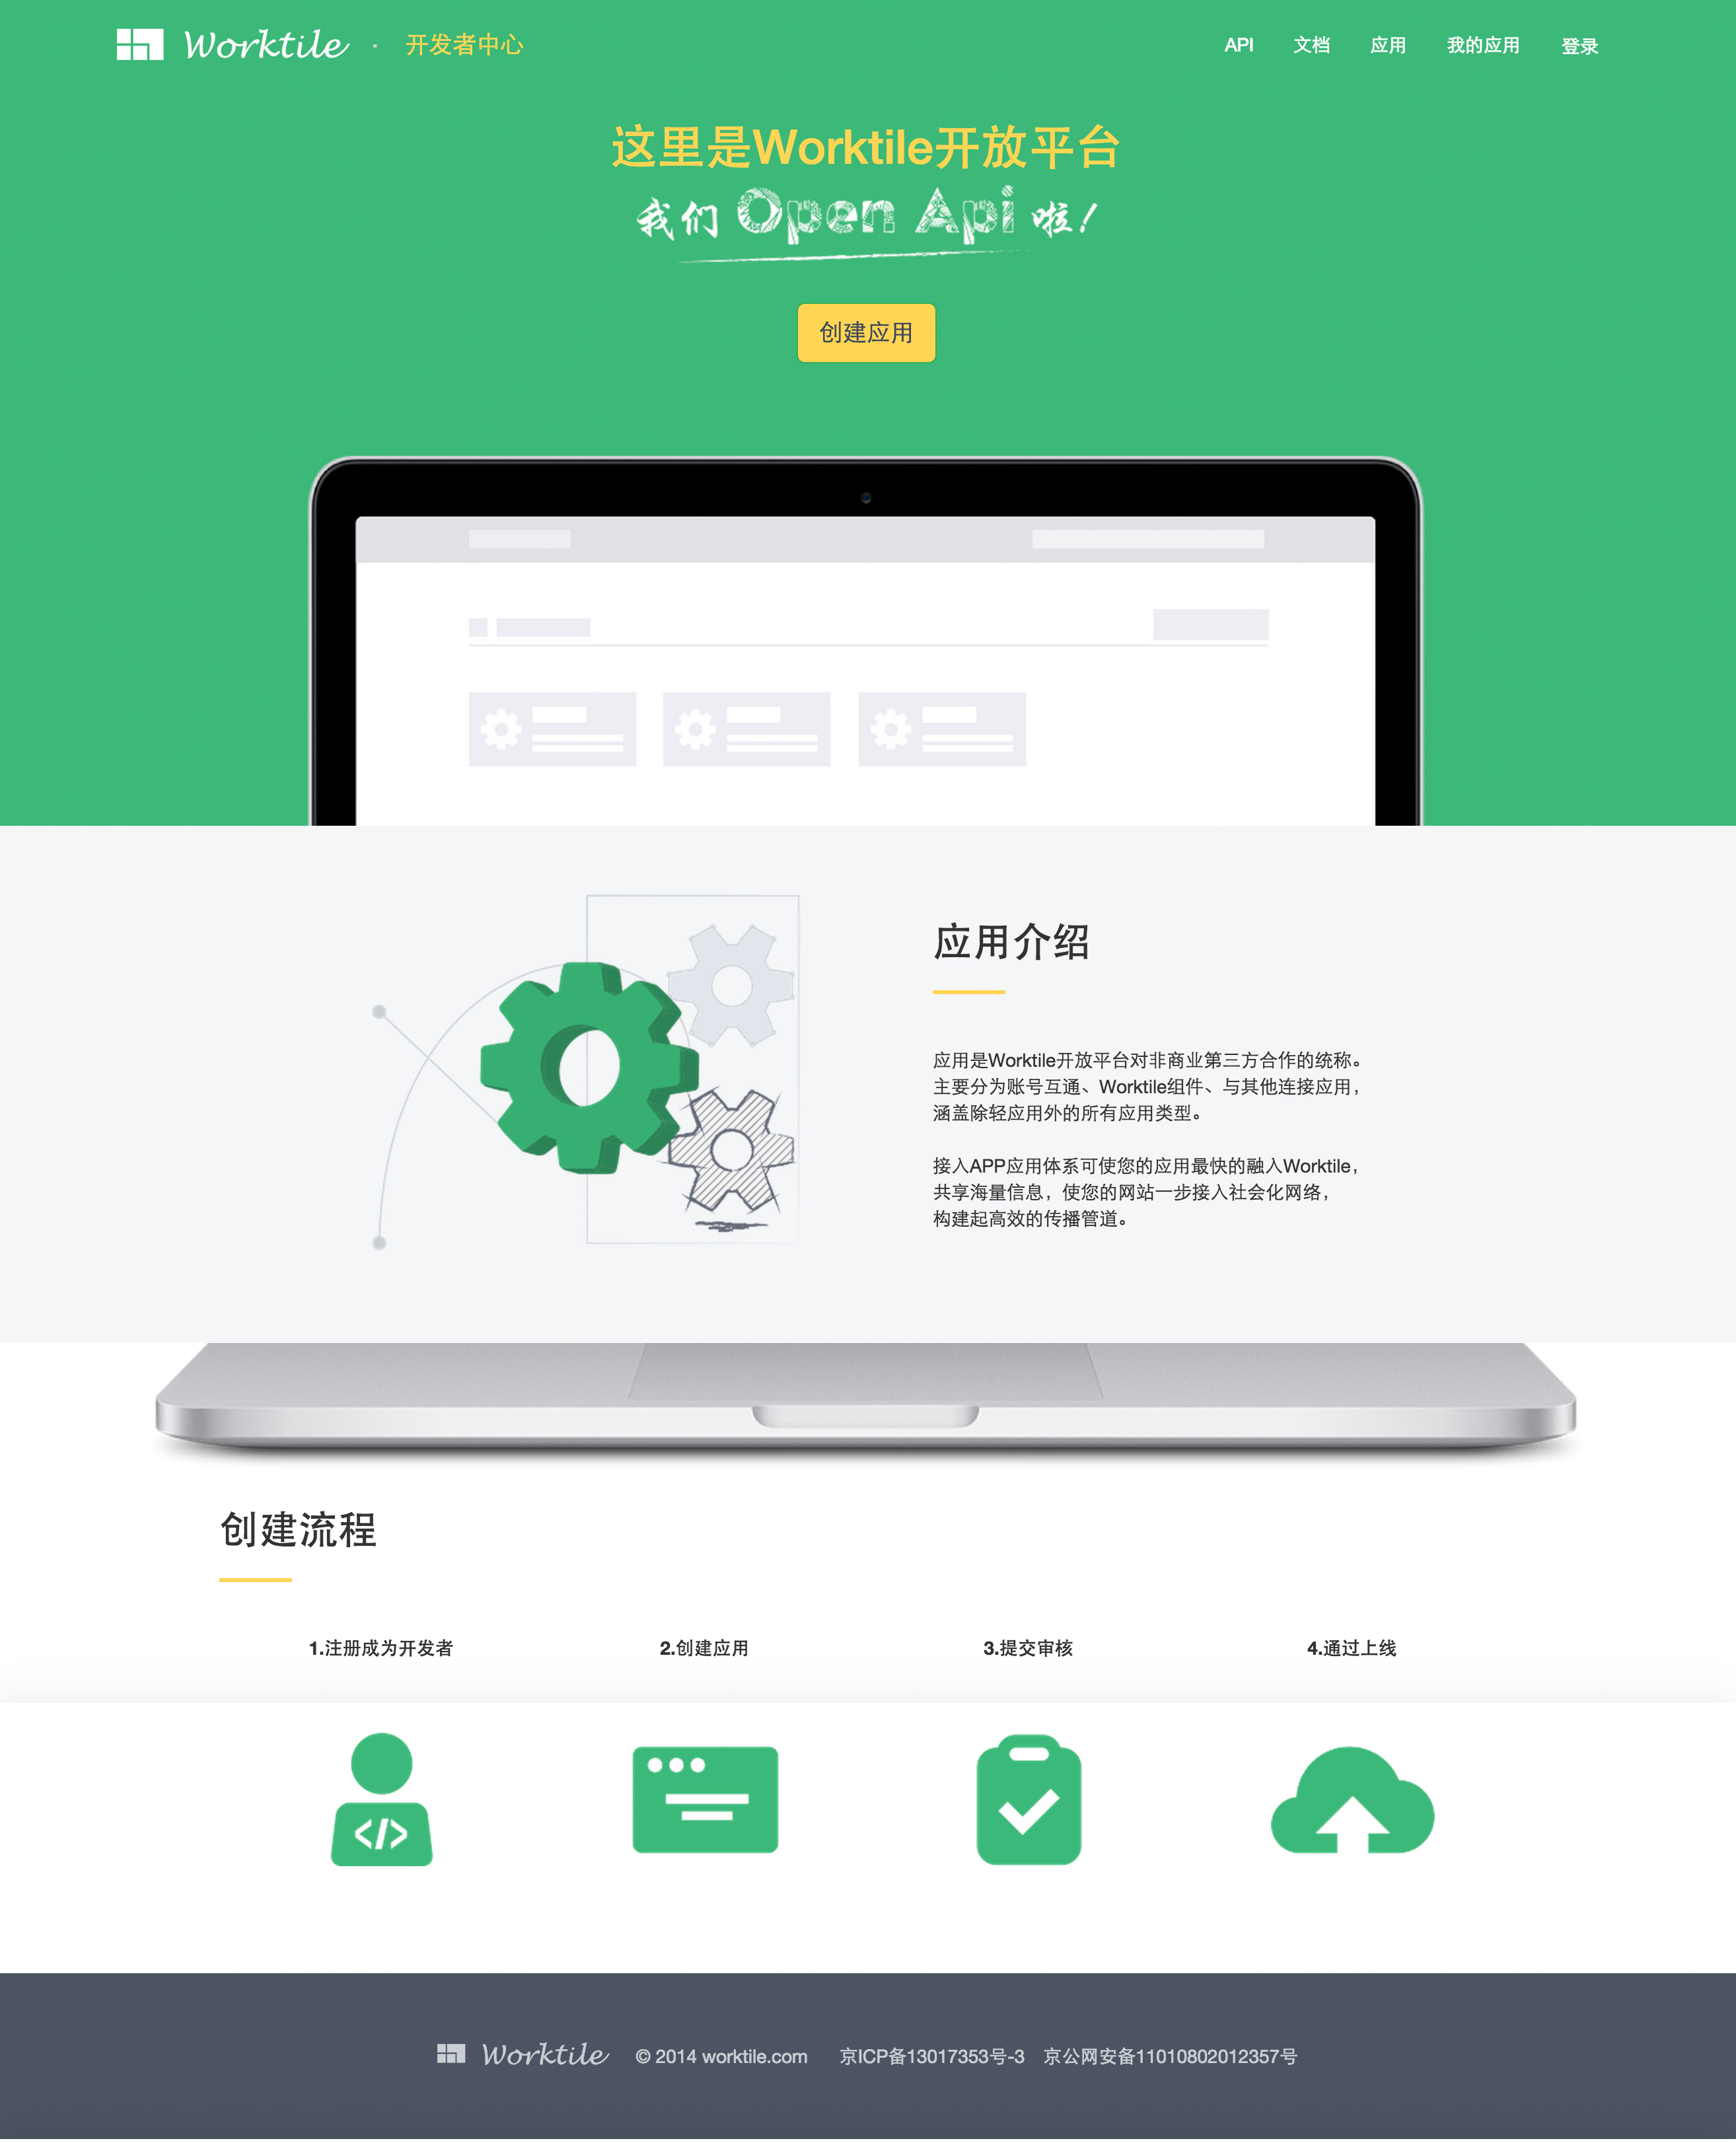 Worktile · 开发者中心
API 文档 应用 我的应用 登录
这里是Worktile开放平台
我们 Open Api 啦!
创建应用
应用介绍
应用是Worktile开放平台对非商业第三方合作的统称。
主要分为账号互通、Worktile组件、与其他连接应用，
涵盖除轻应用外的所有应用类型。
接入APP应用体系可使您的应用最快的融入Worktile，
共享海量信息，使您的网站一步接入社会化网络，
构建起高效的传播管道。
创建流程
1.注册成为开发者
2.创建应用
3.提交审核
4.通过上线
</>
Worktile © 2014 worktile.com 京ICP备13017353号-3 京公网安备11010802012357号